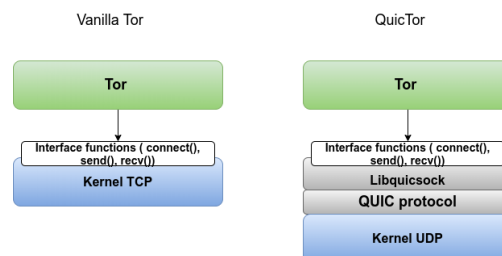 Vanilla Tor
Tor
Interface functions ( connect(),
send(), recv())
Kernel TCP
QuicTor
Tor
Interface functions ( connect(),
send(), recv())
Libquicsock
QUIC protocol
Kernel UDP